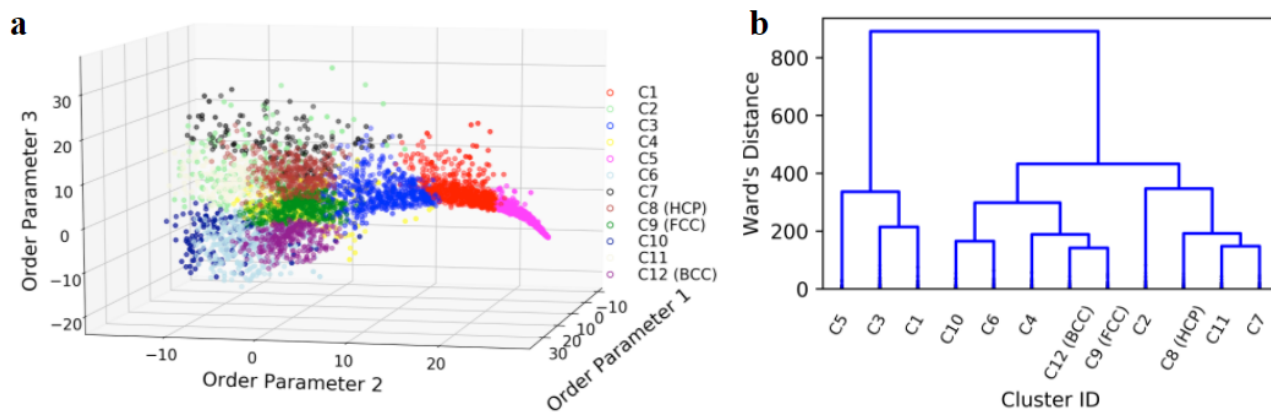 a
Order Parameter 3
30
20
10
0
−10
−20
−10
0
10
20
Order Parameter 2
30
20
10
0
−10
Order Parameter 1
C1
C2
C3
C4
C5
C6
C7
C8 (HCP)
C9 (FCC)
C10
C11
C12 (BCC)
b
Ward's Distance
800
600
400
200
0
C5
C3
C1
C10
C6
C4
C12 (BCC)
C9 (FCC)
C2
C8 (HCP)
C11
C7
Cluster ID